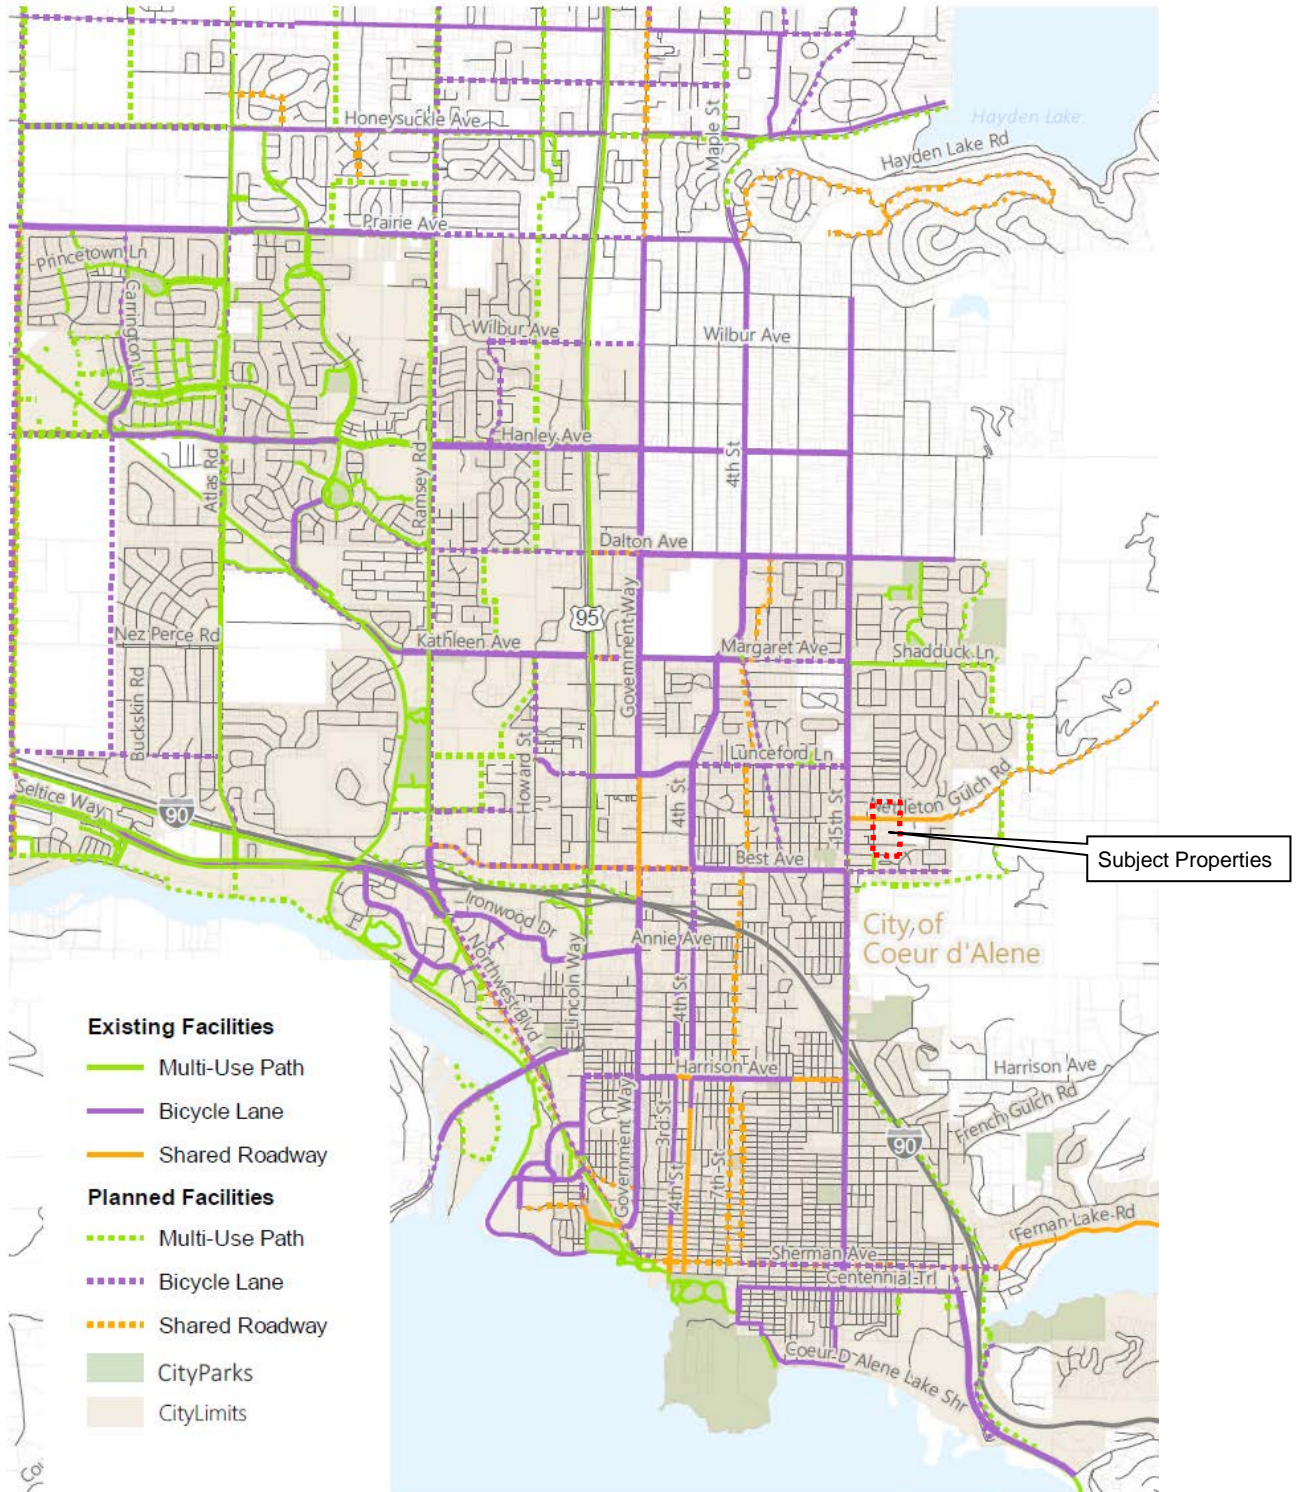 Honeysuckle Ave
Maple St
Hayden Lake
Hayden Lake Rd
Prairie Ave
Princetown Ln
Carrington Ln
Wilbur Ave
Wilbur Ave
Hanley Ave
4th St
Atlas Rd
Ramsey Rd
Dalton Ave
95
Government Way
Nez Perce Rd
Kathleen Ave
Margaret Ave
Shadduck Ln
Buckskin Rd
Howard St
Lunceford Ln
4th St
15th St
Nettleton Gulch Rd
Seltice Way
90
Best Ave
Subject Properties
Ironwood Dr
Northwest Blvd
Lincoln Way
Annie Ave
4th St
City of
Coeur d'Alene
Existing Facilities
Multi-Use Path
Bicycle Lane
Shared Roadway
Planned Facilities
Multi-Use Path
Bicycle Lane
Shared Roadway
CityParks
CityLimits
Harrison Ave
Harrison Ave
French Gulch Rd
90
Government Way
3rd St
4th St
7th St
Fernan Lake Rd
Sherman Ave
Centennial Trl
Coeur D Alene Lake Shr